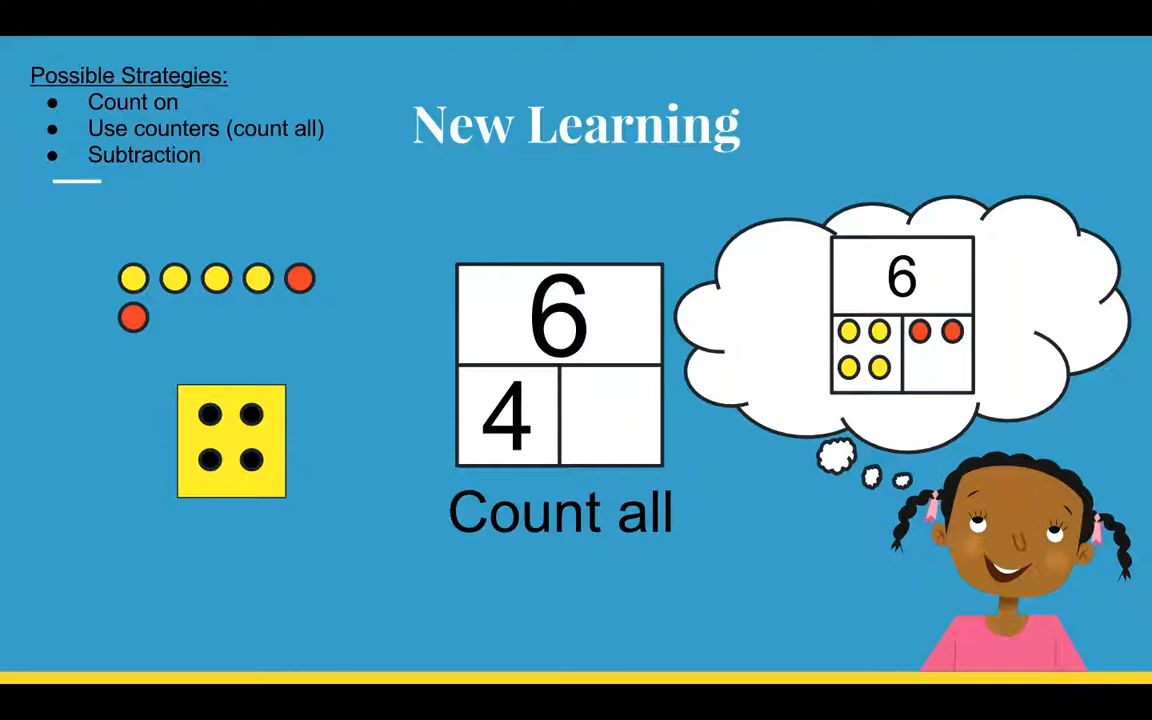 Possible Strategies:
● Count on
● Use counters (count all)
● Subtraction
New Learning
6
4
Count all
6